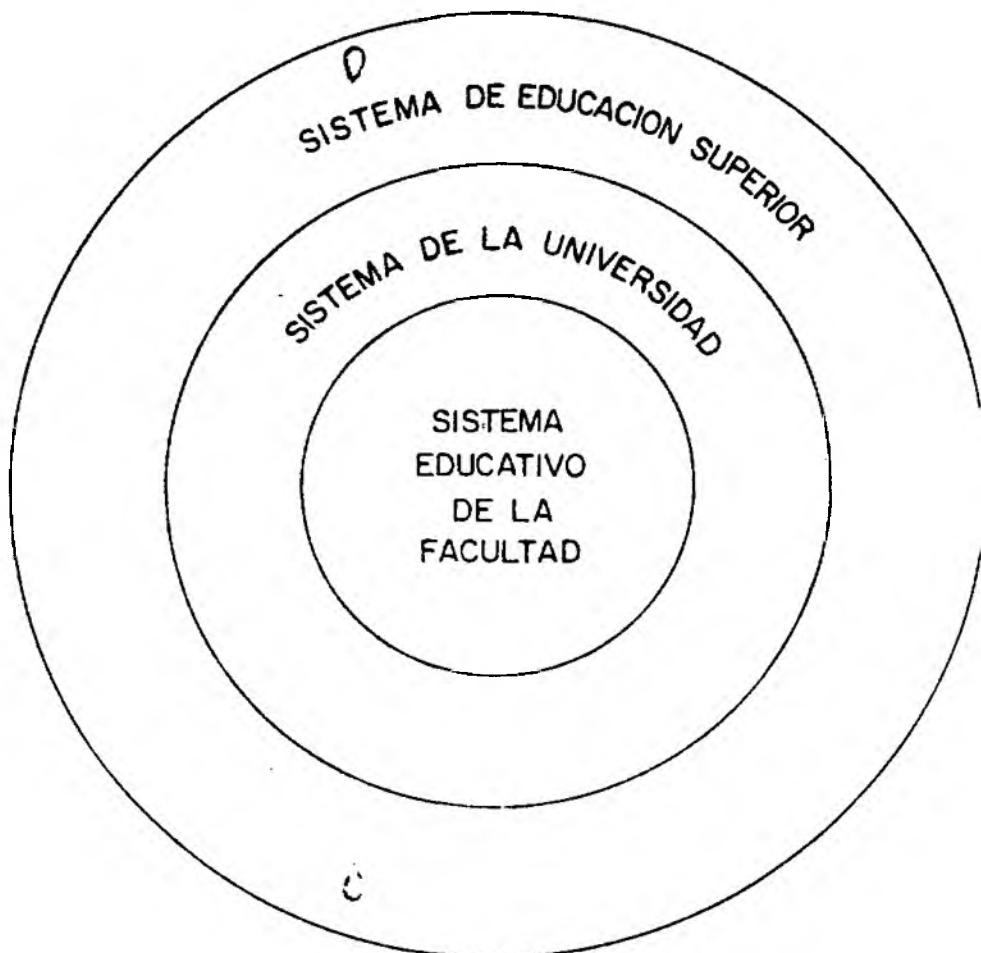 SISTEMA DE EDUCACION SUPERIOR
SISTEMA DE LA UNIVERSIDAD
SISTEMA
EDUCATIVO
DE LA
FACULTAD